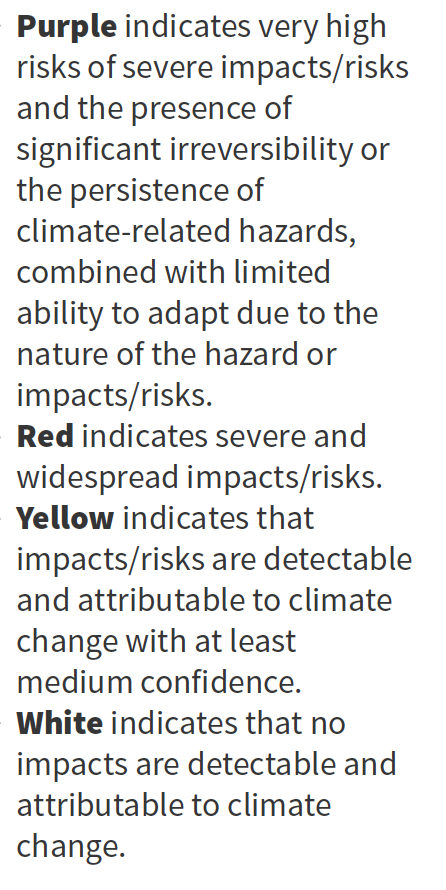 Purple indicates very high
risks of severe impacts/risks
and the presence of
significant irreversibility or
the persistence of
climate-related hazards,
combined with limited
ability to adapt due to the
nature of the hazard or
impacts/risks.
Red indicates severe and
widespread impacts/risks.
Yellow indicates that
impacts/risks are detectable
and attributable to climate
change with at least
medium confidence.
White indicates that no
impacts are detectable and
attributable to climate
change.